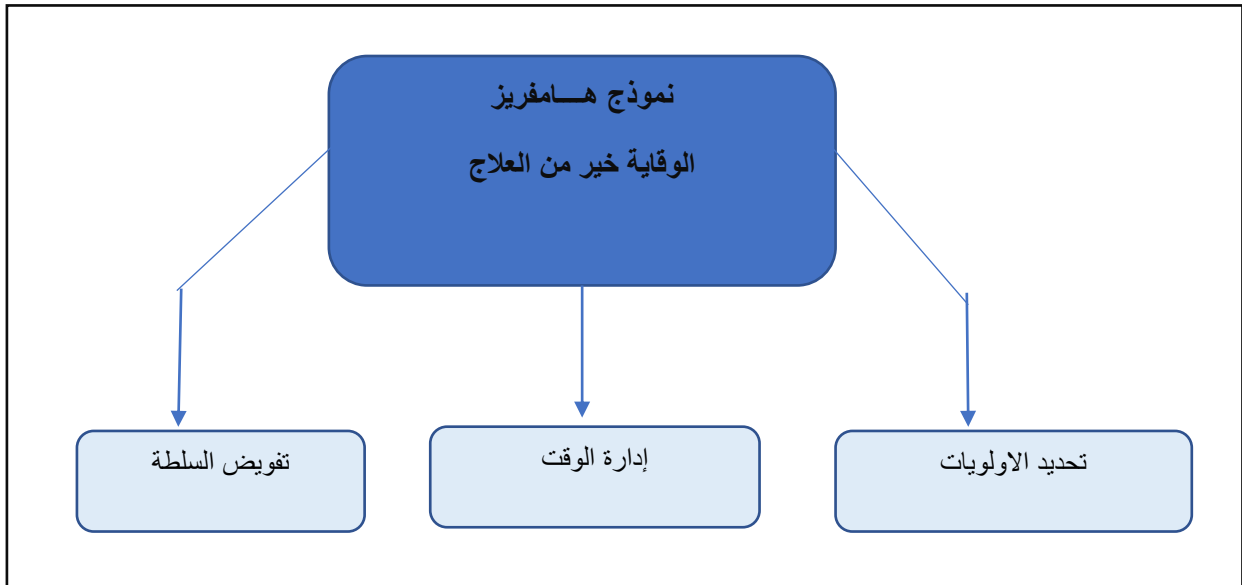 نموذج هـــامفريز
الوقاية خير من العلاج
تحديد الاولويات
إدارة الوقت
تفويض السلطة